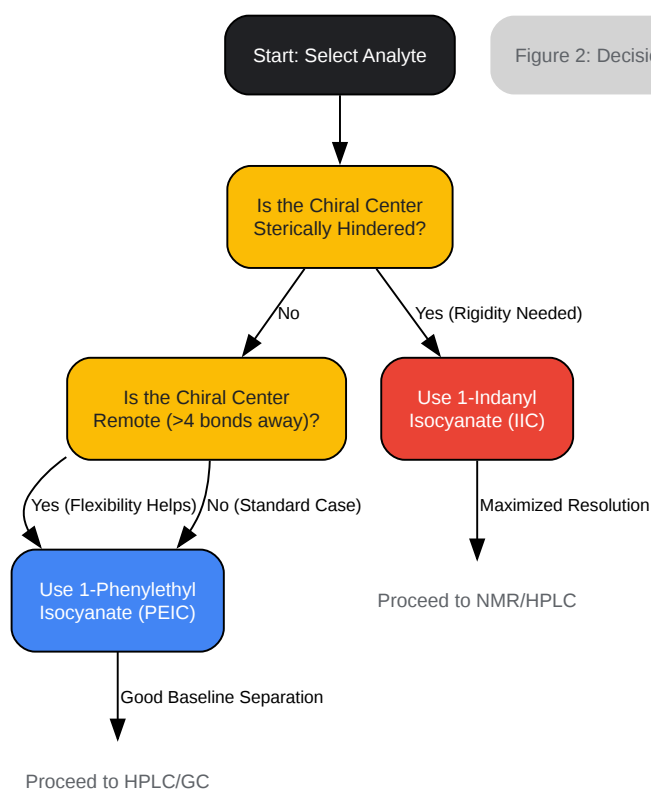 Start: Select Analyte
Figure 2: Decisi
Is the Chiral Center
Sterically Hindered?
No
Yes (Rigidity Needed)
Is the Chiral Center
Remote (>4 bonds away)?
Use 1-Indanyl
Isocyanate (IIC)
Yes (Flexibility Helps)
No (Standard Case)
Maximized Resolution
Use 1-Phenylethyl
Isocyanate (PEIC)
Proceed to NMR/HPLC
Good Baseline Separation
Proceed to HPLC/GC